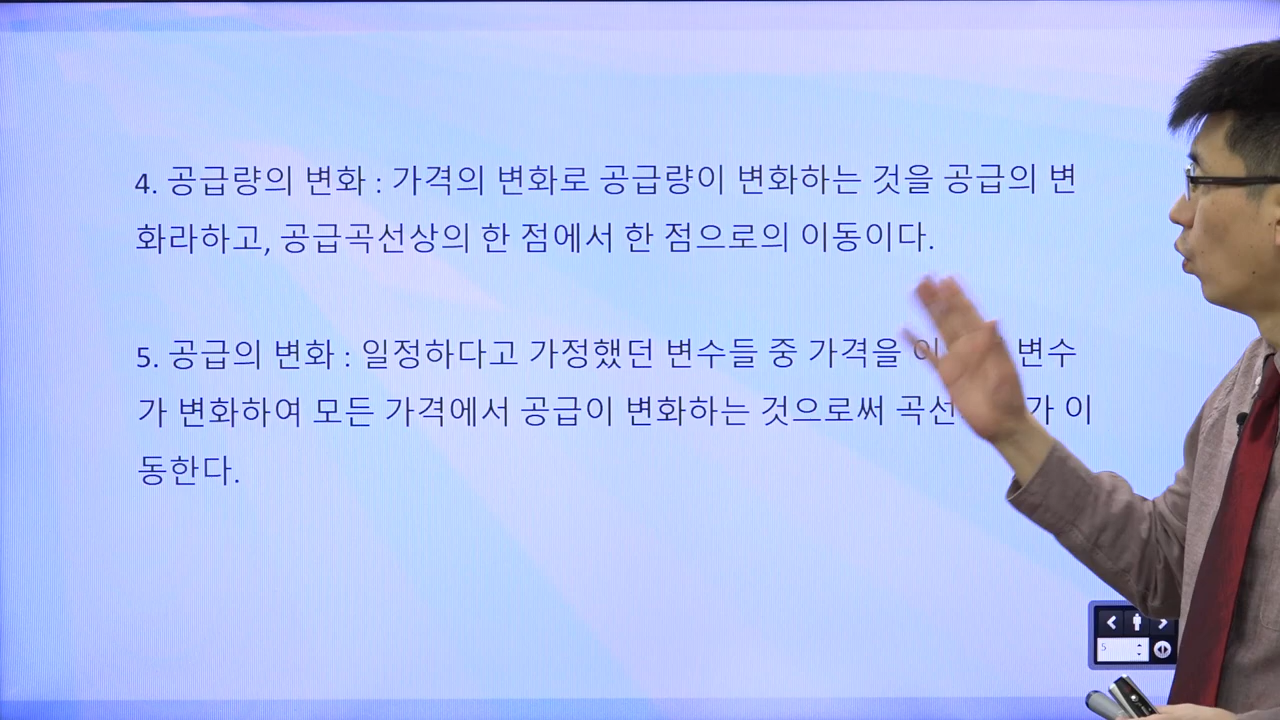 4. 공급량의 변화 : 가격의 변화로 공급량이 변화하는 것을 공급의 변
화라하고, 공급곡선상의 한 점에서 한 점으로의 이동이다.
5. 공급의 변화 : 일정하다고 가정했던 변수들 중 가격을 변수
가 변화하여 모든 가격에서 공급이 변화하는 것으로써 곡선 가 이
동한다.
5